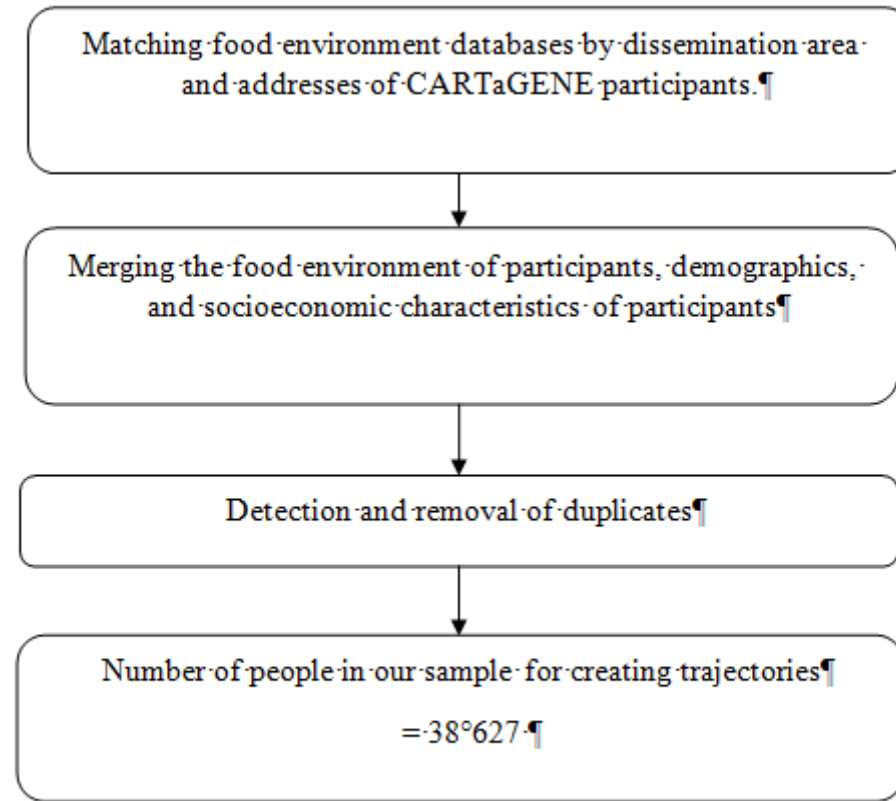 Matching·food·environment·databases·by·dissemination·area·
and·addresses·of·CARTaGENE·participants.¶
Merging·the·food·environment·of·participants,·demographics,·
and·socioeconomic·characteristics·of·participants¶
Detection·and·removal·of·duplicates¶
Number·of·people·in·our·sample·for·creating·trajectories¶
=·38°627·¶